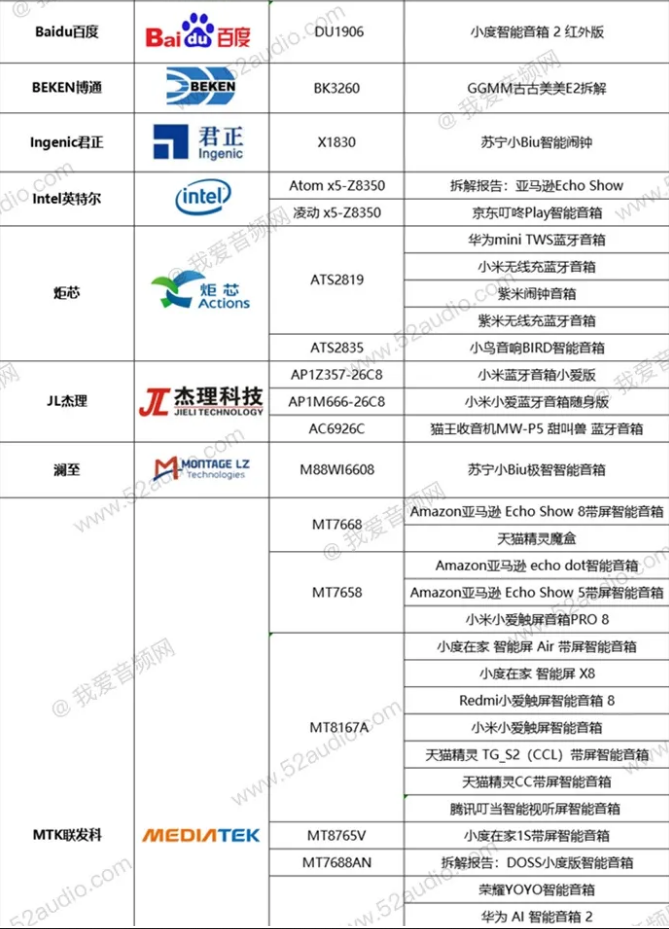 Baidu百度
Bai du 百度
DU1906
小度智能音箱 2 红外版
BEKEN博通
BEKEN
BK3260
GGMM古古美美E2拆解
Ingenic君正
君正
Ingenic
X1830
苏宁小Biu智能闹钟
Intel英特尔
intel
Atom x5-Z8350
拆解报告：亚马逊Echo Show
凌动 x5-Z8350
京东叮咚Play智能音箱
炬芯
炬芯
Actions
ATS2819
华为mini TWS蓝牙音箱
小米无线充蓝牙音箱
紫米闹钟音箱
紫米无线充蓝牙音箱
ATS2835
小鸟音响BIRD智能音箱
JL杰理
JL 杰理科技
JIELI TECHNOLOGY
AP1Z357-26C8
小米蓝牙音箱小爱版
AP1M666-26C8
小米小爱蓝牙音箱随身版
AC6926C
猫王收音机MW-P5 甜叫兽 蓝牙音箱
澜至
MONTAGE LZ
Technologies
M88WI6608
苏宁小Biu极智智能音箱
MTK联发科
MEDIATEK
MT7668
Amazon亚马逊 Echo Show 8带屏智能音箱
天猫精灵魔盒
MT7658
Amazon亚马逊 echo dot智能音箱
Amazon亚马逊 Echo Show 5带屏智能音箱
小米小爱触屏音箱PRO 8
MT8167A
小度在家 智能屏 Air 带屏智能音箱
小度在家 智能屏 X8
Redmi小爱触屏智能音箱 8
小米小爱触屏智能音箱
天猫精灵 TG_S2（CCL）带屏智能音箱
天猫精灵CC带屏智能音箱
腾讯叮当智能视听屏智能音箱
MT8765V
小度在家1S带屏智能音箱
MT7688AN
拆解报告：DOSS小度版智能音箱
荣耀YOYO智能音箱
华为 AI 智能音箱 2
@ 我爱音频网
www.52audio.com